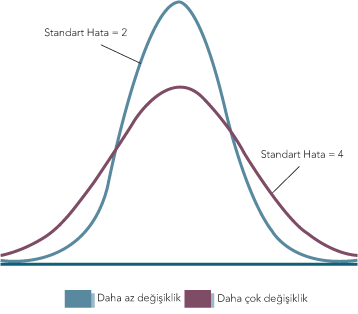 Standart Hata = 2
Standart Hata = 4
Daha az değişiklik
Daha çok değişiklik